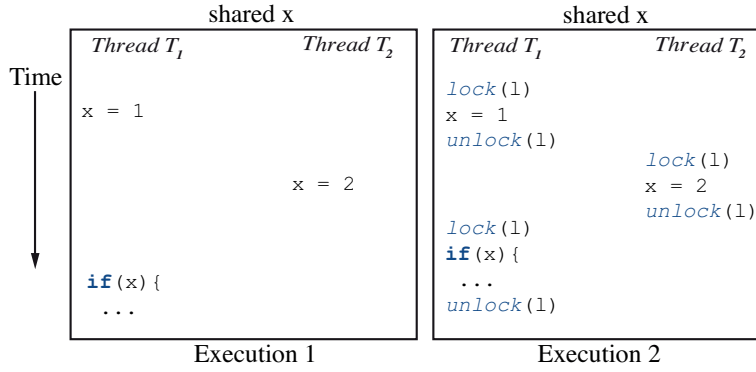 shared x
Thread T1
Thread T2
Time
x = 1
x = 2
if(x){
...
Execution 1
shared x
Thread T1
Thread T2
lock(l)
x = 1
unlock(l)
lock(l)
x = 2
unlock(l)
lock(l)
if(x){
...
unlock(l)
Execution 2